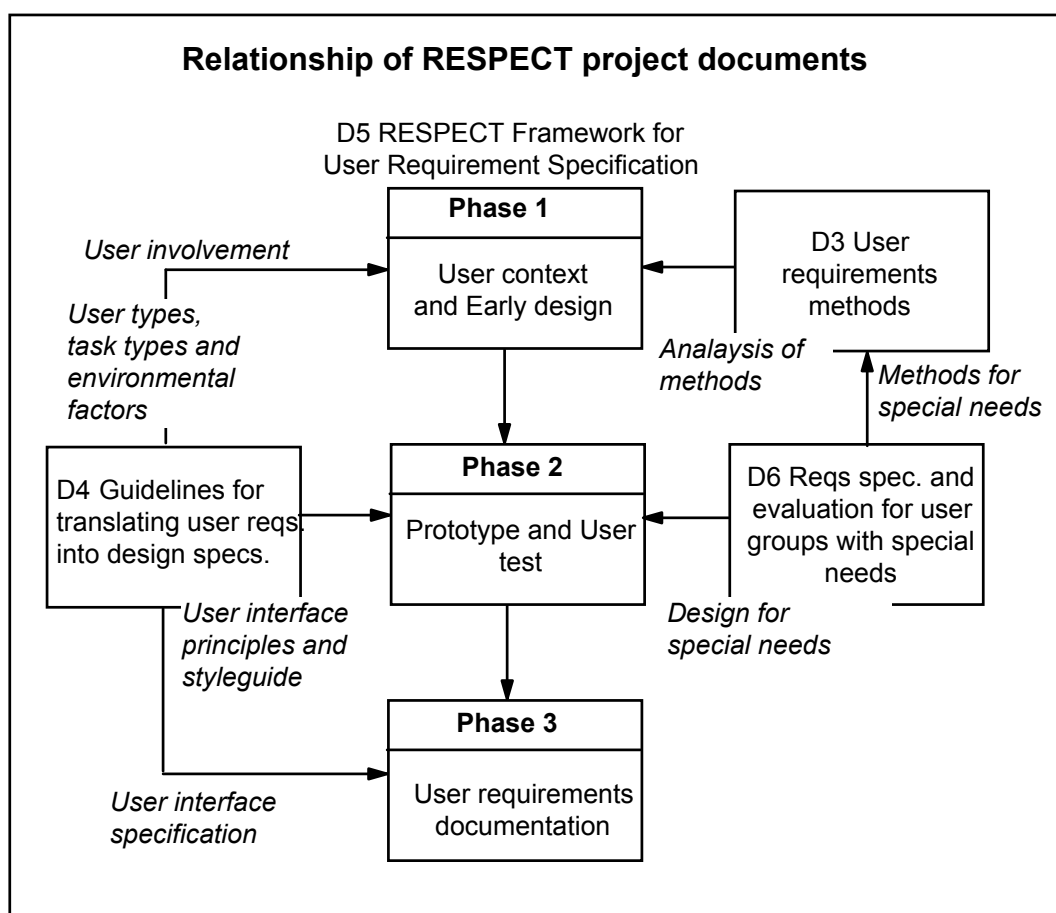 Relationship of RESPECT project documents
D5 RESPECT Framework for
User Requirement Specification
Phase 1
User context
and Early design
User involvement
User types,
task types and
environmental
factors
D3 User
requirements
methods
Analaysis of
methods
Methods for
special needs
D4 Guidelines for
translating user reqs.
into design specs.
Phase 2
Prototype and User
test
D6 Reqs spec. and
evaluation for user
groups with special
needs
User interface
principles and
styleguide
Design for
special needs
Phase 3
User requirements
documentation
User interface
specification